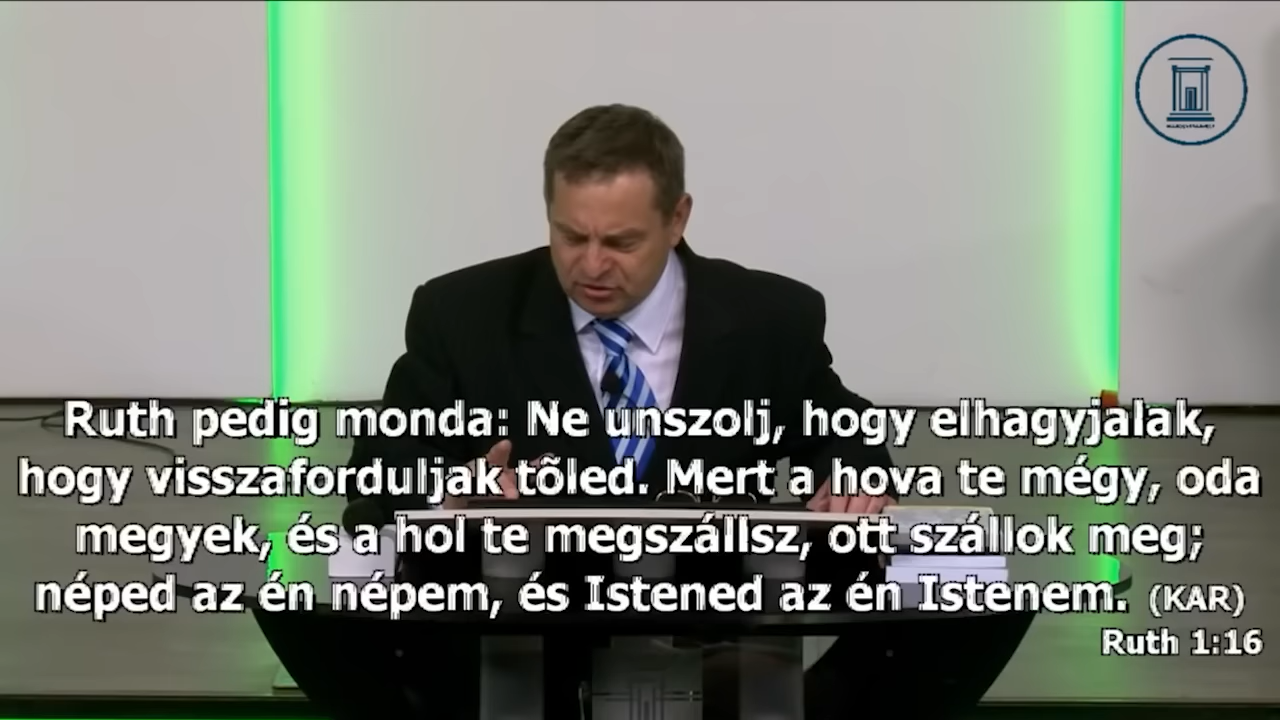 Ruth pedig monda: Ne unszolj, hogy elhagyjalak,
hogy visszaforduljak tõled. Mert a hova te mégy, oda
megyek, és a hol te megszállsz, ott szállok meg;
néped az én népem, és Istened az én Istenem. (KAR)
Ruth 1:16